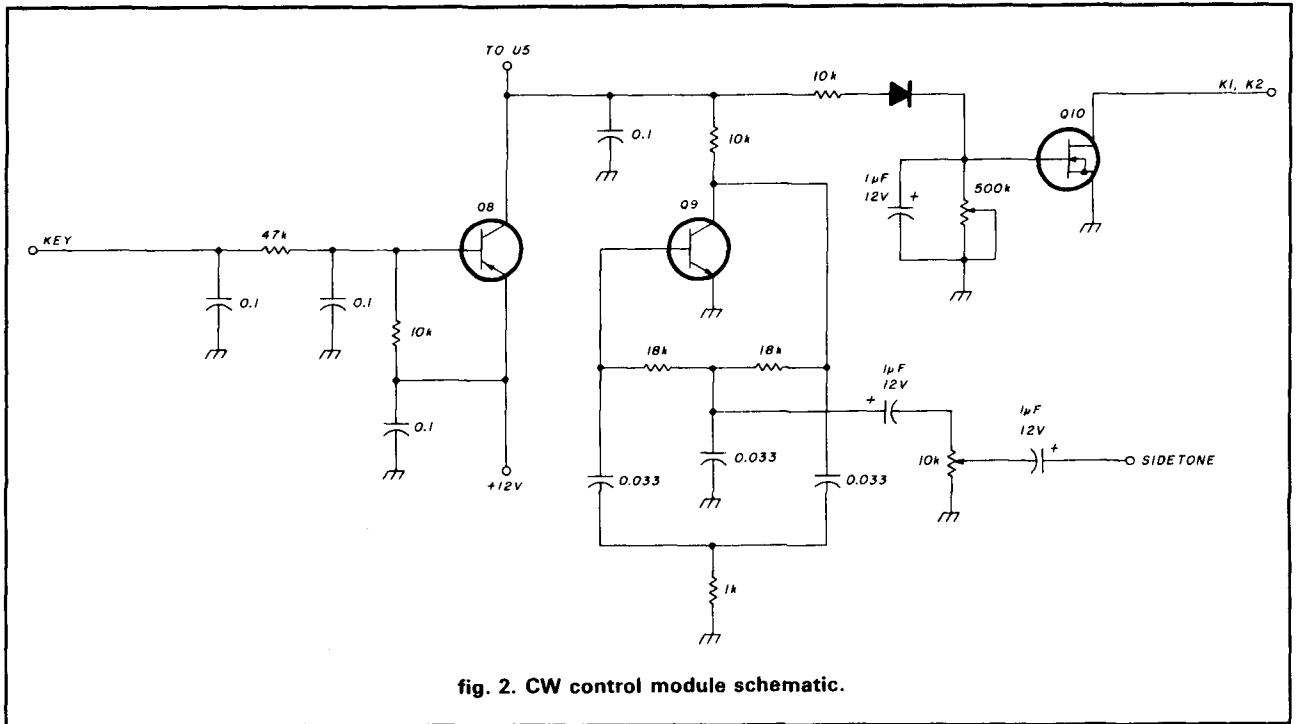 TO U5
10k
K1, K2
Q10
0.1
10k
1µF
12V
+
500k
Q8
Q9
KEY
47k
0.1
0.1
10k
18k
18k
1µF
12V
+
1µF
12V
+
0.1
0.033
0.033
0.033
10k
SIDETONE
+12V
1k
fig. 2. CW control module schematic.